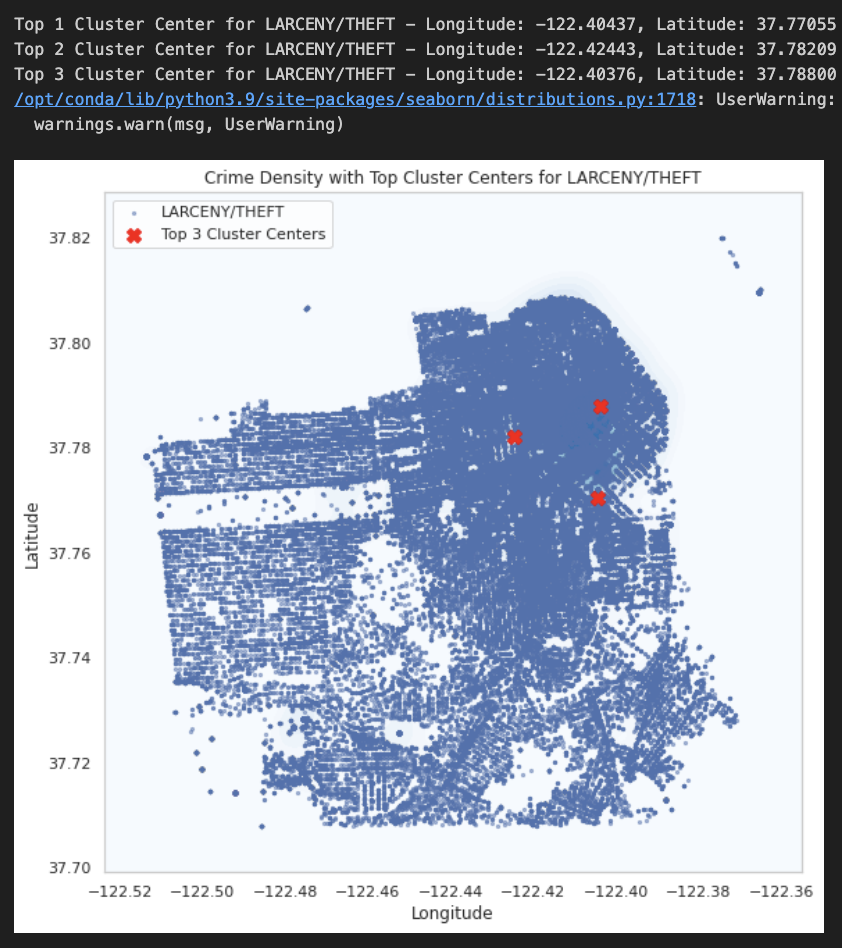 Top 1 Cluster Center for LARCENY/THEFT - Longitude: -122.40437, Latitude: 37.77055
Top 2 Cluster Center for LARCENY/THEFT - Longitude: -122.42443, Latitude: 37.78209
Top 3 Cluster Center for LARCENY/THEFT - Longitude: -122.40376, Latitude: 37.78800
/opt/conda/lib/python3.9/site-packages/seaborn/distributions.py:1718: UserWarning:
warnings.warn(msg, UserWarning)
Crime Density with Top Cluster Centers for LARCENY/THEFT
LARCENY/THEFT
Top 3 Cluster Centers
37.82
37.80
37.78
37.76
37.74
37.72
37.70
Latitude
−122.52 −122.50 −122.48 −122.46 −122.44 −122.42 −122.40 −122.38 −122.36
Longitude